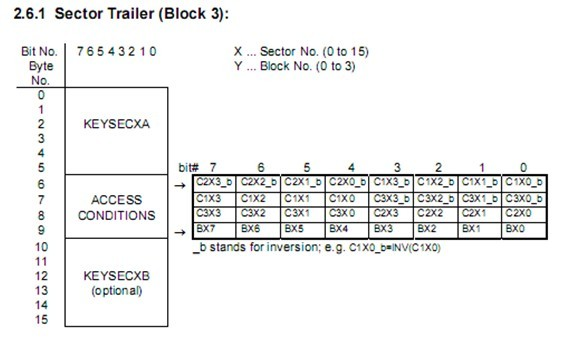 2.6.1 Sector Trailer (Block 3):
Bit No. 7 6 5 4 3 2 1 0 X ... Sector No. (0 to 15)
Byte Y ... Block No. (0 to 3)
No.
0
1
2 KEYSECXA
3
4
5 bit# 7 6 5 4 3 2 1 0
6 → C2X3_b C2X2_b C2X1_b C2X0_b C1X3_b C1X2_b C1X1_b C1X0_b
7 ACCESS C1X3 C1X2 C1X1 C1X0 C3X3_b C3X2_b C3X1_b C3X0_b
8 CONDITIONS C3X3 C3X2 C3X1 C3X0 C2X3 C2X2 C2X1 C2X0
9 → BX7 BX6 BX5 BX4 BX3 BX2 BX1 BX0
10 _b stands for inversion; e.g. C1X0_b=INV(C1X0)
11
12 KEYSECXB
13 (optional)
14
15